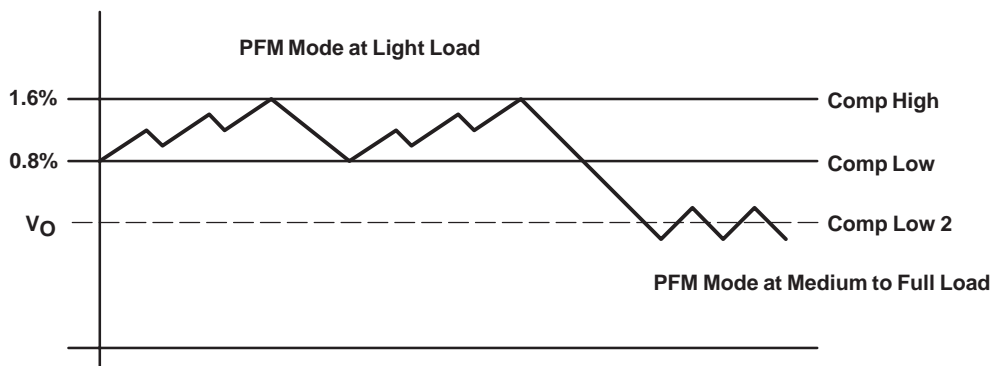 PFM Mode at Light Load
1.6%
Comp High
0.8%
Comp Low
VO
Comp Low 2
PFM Mode at Medium to Full Load